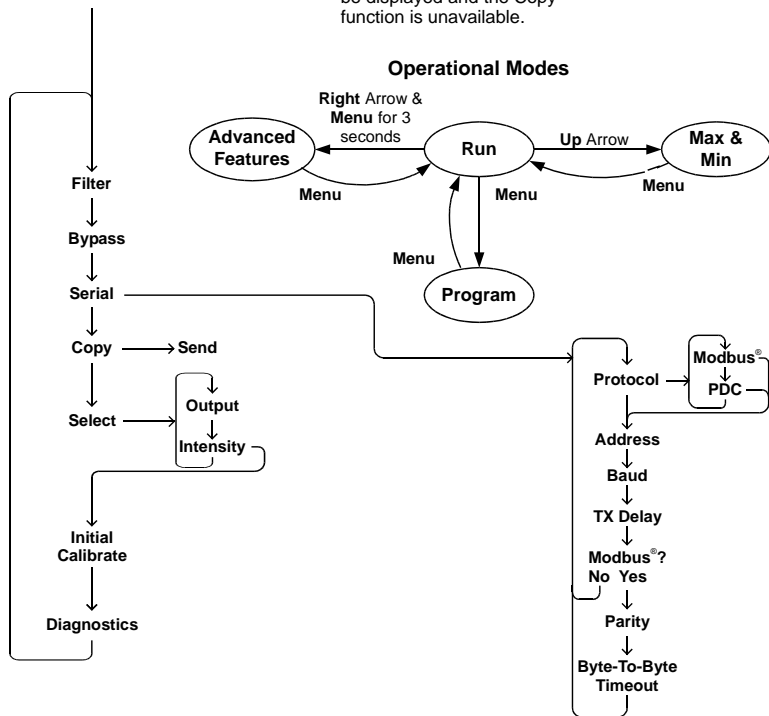 be displayed and the Copy
function is unavailable.
Operational Modes
Right Arrow &
Menu for 3
seconds
Advanced
Features
Run
Up Arrow
Max &
Min
Menu
Menu
Menu
Menu
Program
Filter
Bypass
Serial
Copy
Send
Select
Output
Intensity
Initial
Calibrate
Diagnostics
Protocol
Modbus®
PDC
Address
Baud
TX Delay
Modbus®?
No Yes
Parity
Byte-To-Byte
Timeout